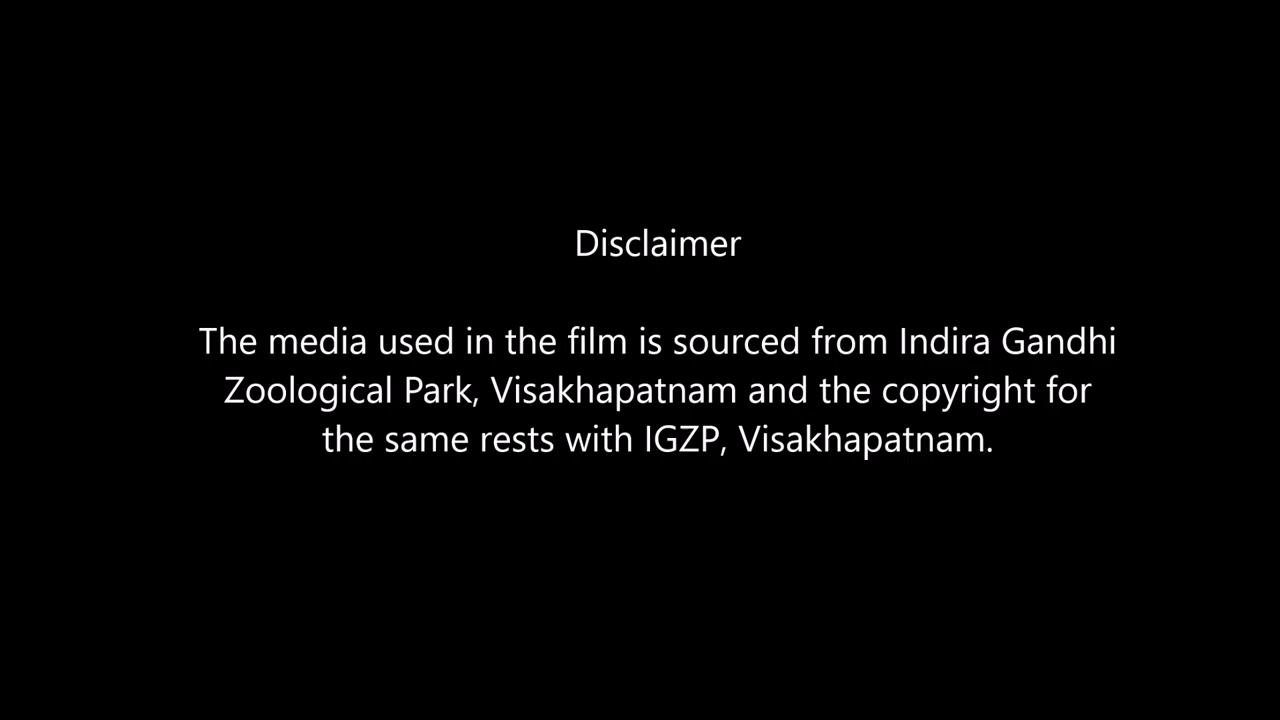 Disclaimer
The media used in the film is sourced from Indira Gandhi
Zoological Park, Visakhapatnam and the copyright for
the same rests with IGZP, Visakhapatnam.